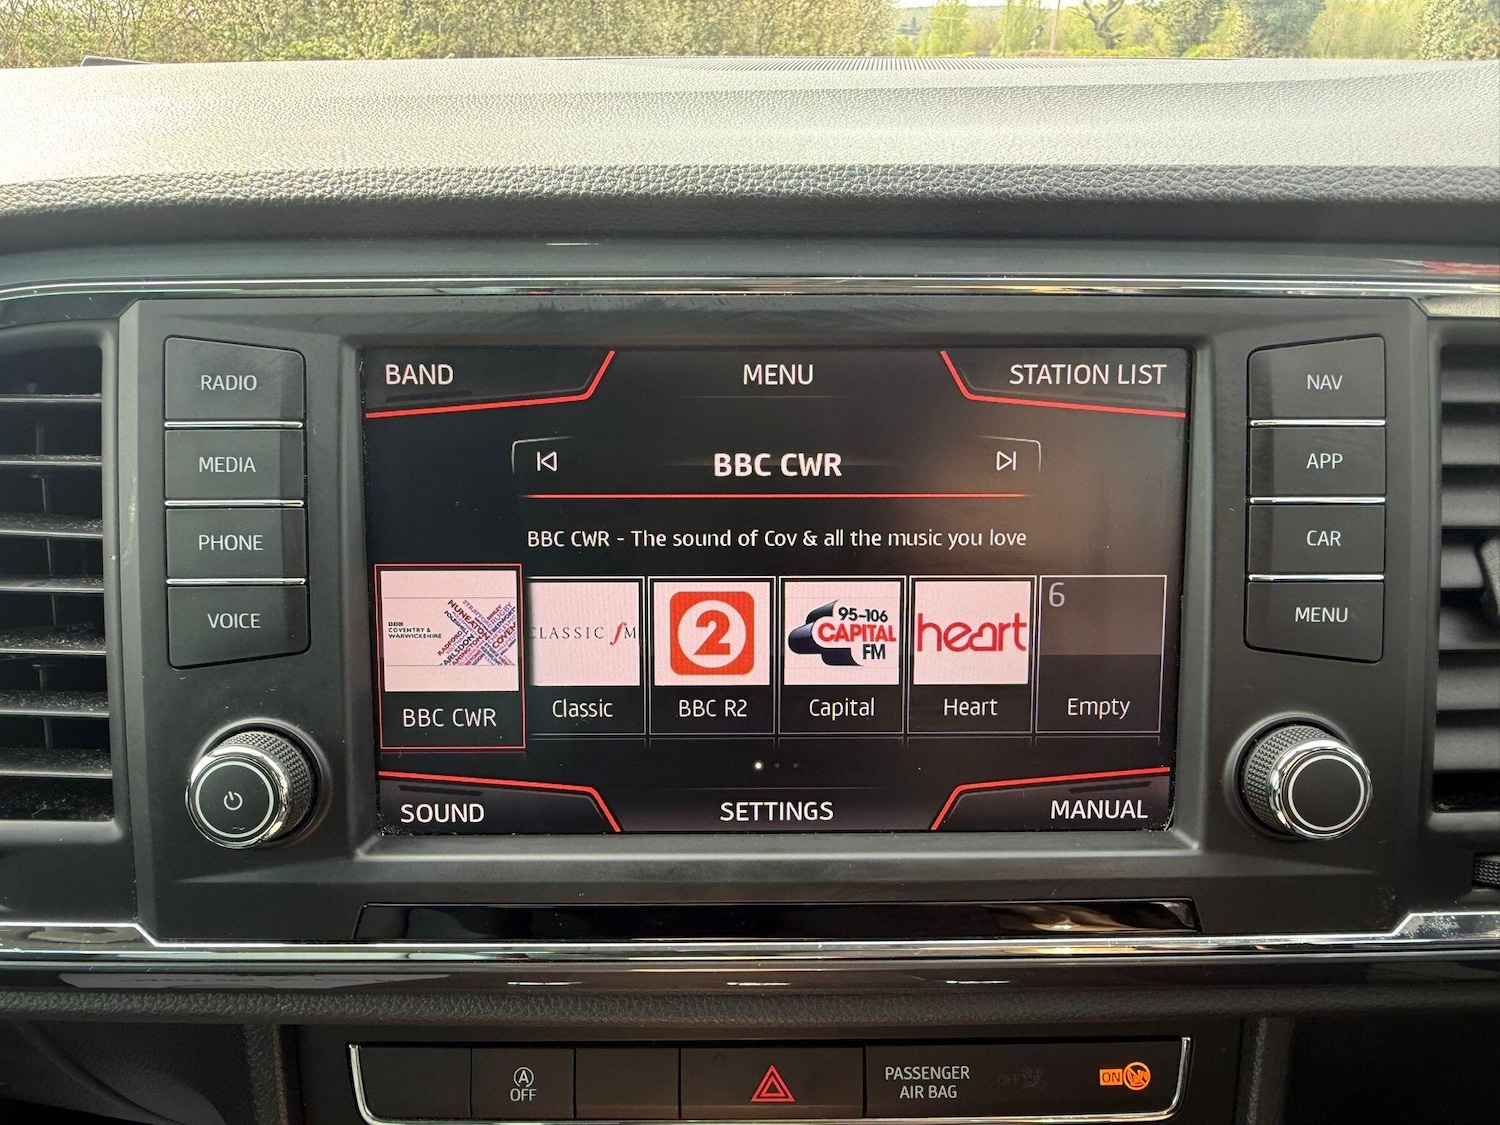 BAND MENU STATION LIST
RADIO
MEDIA
PHONE
VOICE
NAV
APP
CAR
MENU
BBC CWR
BBC CWR - The sound of Cov & all the music you love
BBC
COVENTRY &
WARWICKSHIRE
NUNEATON
RUGBY
CLASSIC fM
2
95-106
CAPITAL
FM
heart
6
BBC CWR Classic BBC R2 Capital Heart Empty
SOUND SETTINGS MANUAL
A
OFF
PASSENGER
AIR BAG
OFF
ON